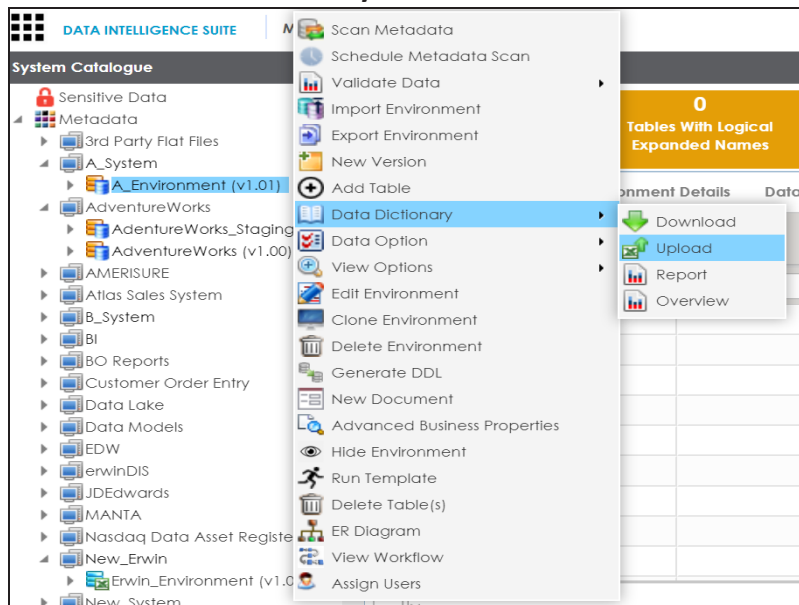 DATA INTELLIGENCE SUITE
M
System Catalogue
Sensitive Data
Metadata
3rd Party Flat Files
A_System
A_Environment (v1.01)
AdventureWorks
AdentureWorks_Staging
AdventureWorks (v1.00)
AMERISURE
Atlas Sales System
B_System
BI
BO Reports
Customer Order Entry
Data Lake
Data Models
EDW
erwinDIS
JDEdwards
MANTA
Nasdaq Data Asset Registe
New_Erwin
Erwin_Environment (v1.0
New_System
Scan Metadata
Schedule Metadata Scan
Validate Data
Import Environment
Export Environment
New Version
Add Table
Data Dictionary
Data Option
View Options
Edit Environment
Clone Environment
Delete Environment
Generate DDL
New Document
Advanced Business Properties
Hide Environment
Run Template
Delete Table(s)
ER Diagram
View Workflow
Assign Users
0
Tables With Logical
Expanded Names
onment Details
Data
Download
Upload
Report
Overview